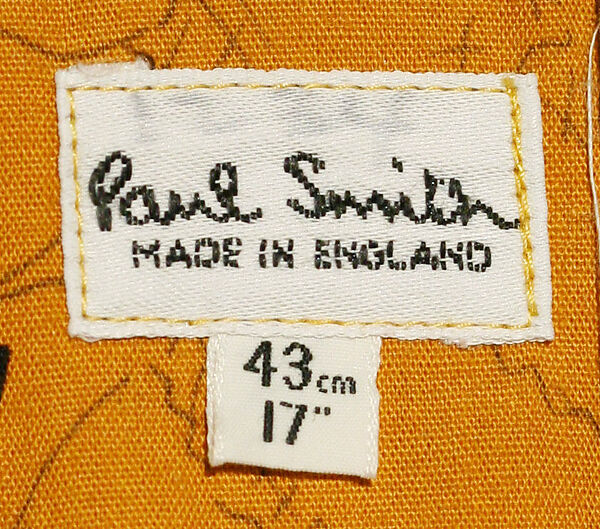 Paul Smith
MADE IN ENGLAND
43cm
17"